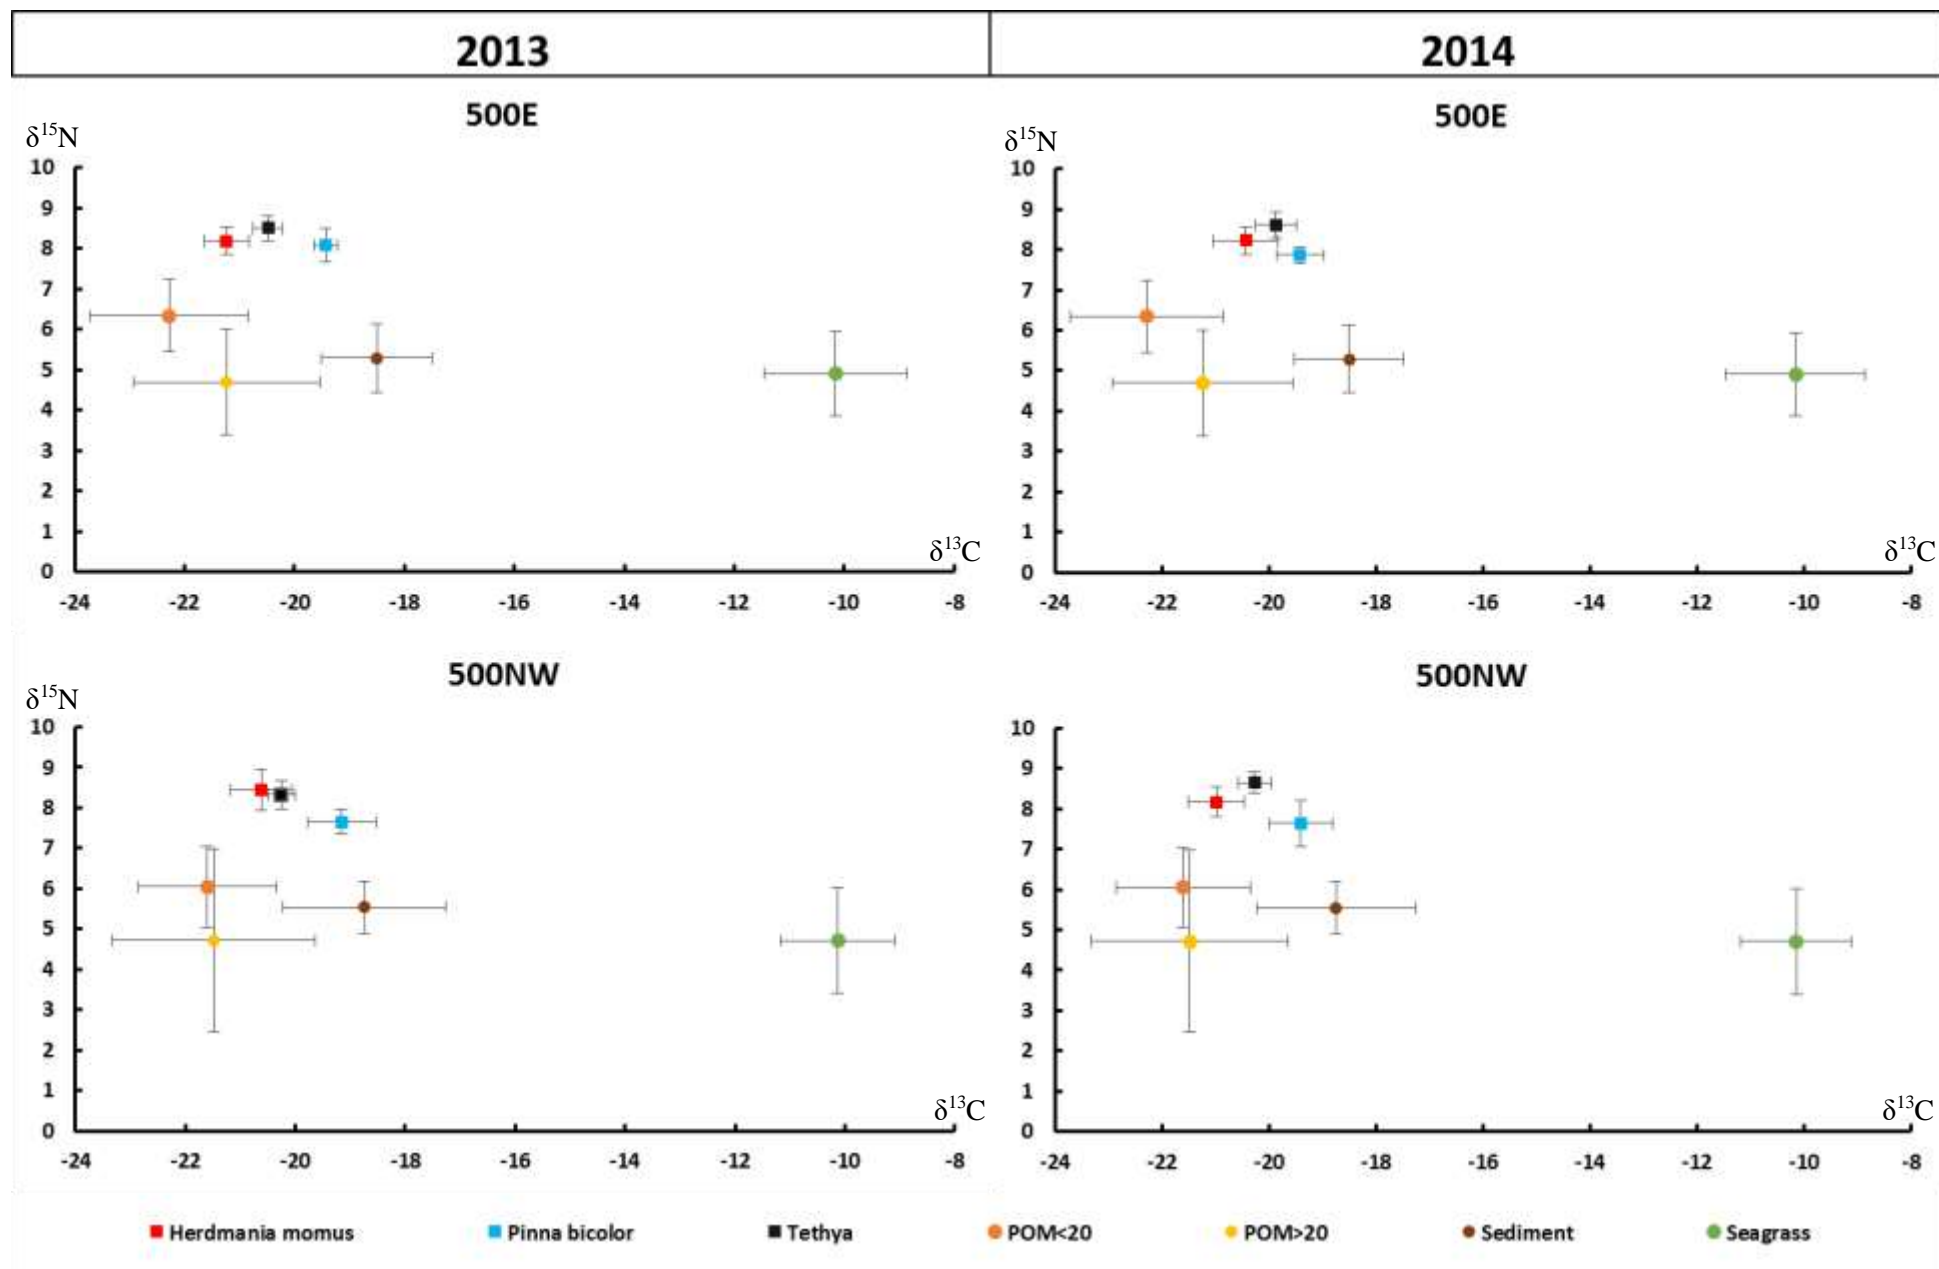 2013 2014
500E 500E
δ15N δ15N
10 10
9 9
8 8
7 7
6 6
5 5
4 4
3 3
2 2
1 1
δ13C δ13C
0 0
-24 -22 -20 -18 -16 -14 -12 -10 -8 -24 -22 -20 -18 -16 -14 -12 -10 -8
500NW 500NW
δ15N
10 10
9 9
8 8
7 7
6 6
5 5
4 4
3 3
2 2
1 1
δ13C δ13C
0 0
-24 -22 -20 -18 -16 -14 -12 -10 -8 -24 -22 -20 -18 -16 -14 -12 -10 -8
Herdmania momus Pinna bicolor Tethya POM<20 POM>20 Sediment Seagrass